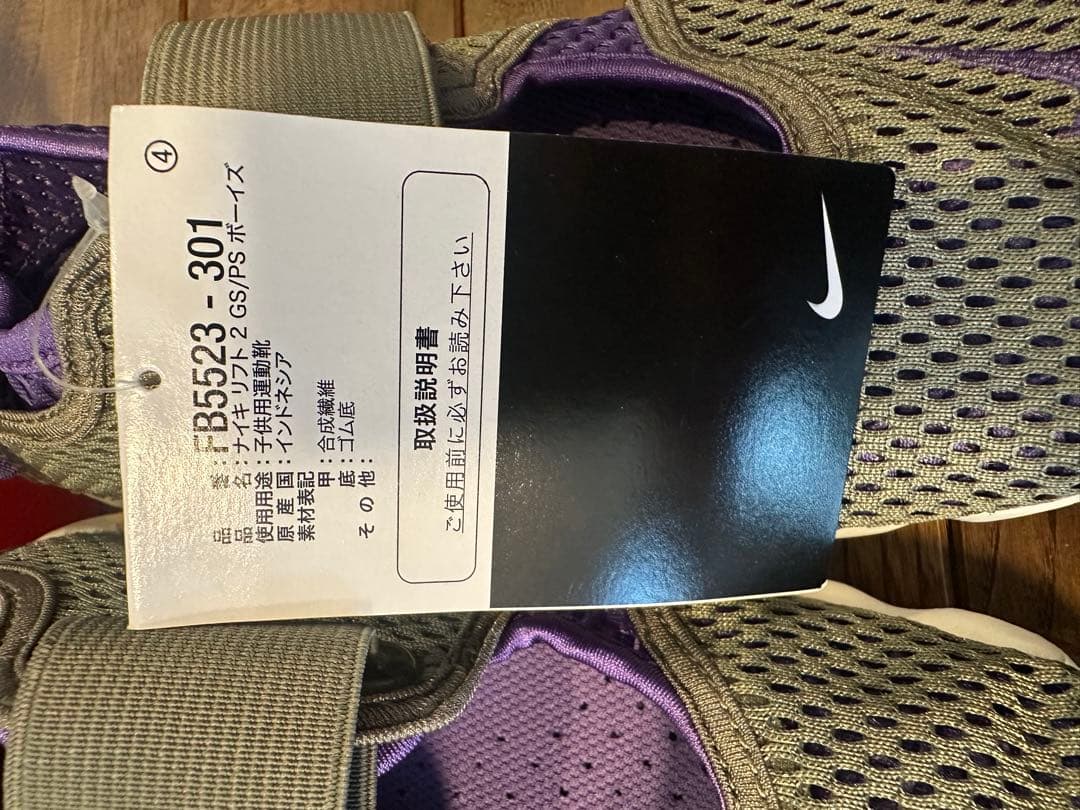 ④
品番：FB5523 - 301
品名：ナイキ リフト 2 GS/PS ボーイズ
使用用途：子供用運動靴
原産国：インドネシア
素材表記
甲：合成繊維
底：ゴム底
その他：
取扱説明書
ご使用前に必ずお読み下さい